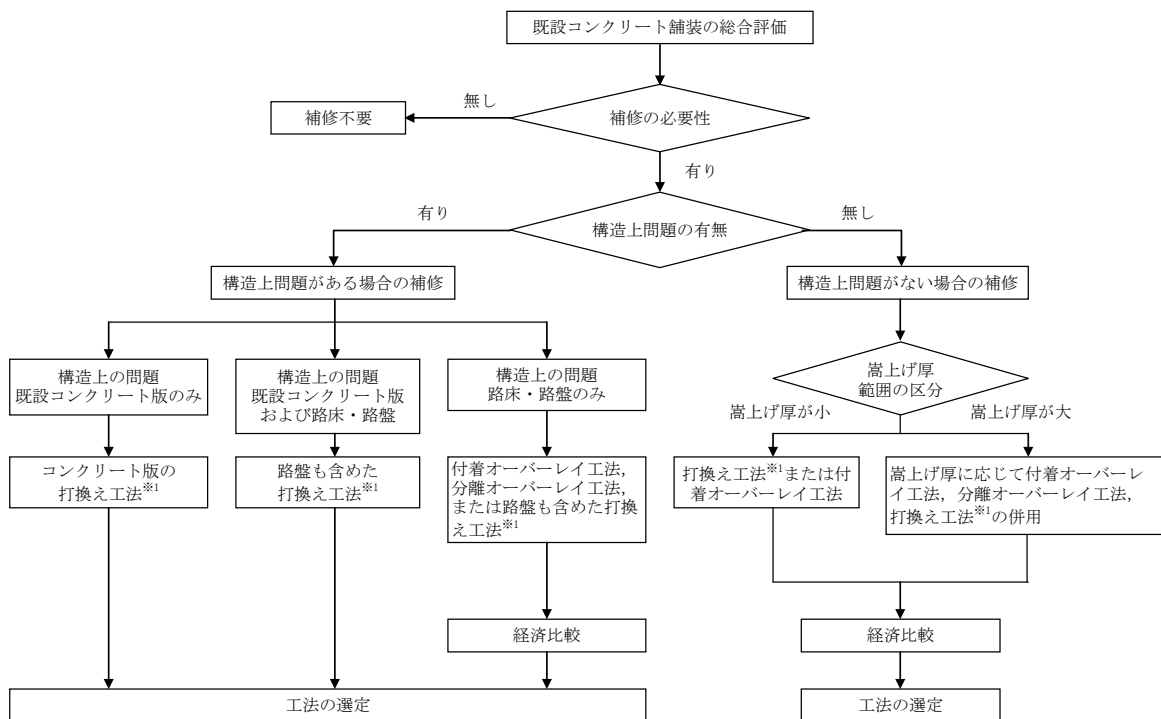 既設コンクリート舗装の総合評価
無し
補修不要
補修の必要性
有り
有り
構造上問題の有無
無し
構造上問題がある場合の補修
構造上問題がない場合の補修
構造上の問題
既設コンクリート版のみ
構造上の問題
既設コンクリート版
および路床・路盤
構造上の問題
路床・路盤のみ
嵩上げ厚
範囲の区分
嵩上げ厚が小
嵩上げ厚が大
コンクリート版の
打換え工法※1
路盤も含めた
打換え工法※1
付着オーバーレイ工法,
分離オーバーレイ工法,
または路盤も含めた打換
え工法※1
打換え工法※1または付
着オーバーレイ工法
嵩上げ厚に応じて付着オーバーレ
イ工法，分離オーバーレイ工法,
打換え工法※1の併用
経済比較
経済比較
工法の選定
工法の選定